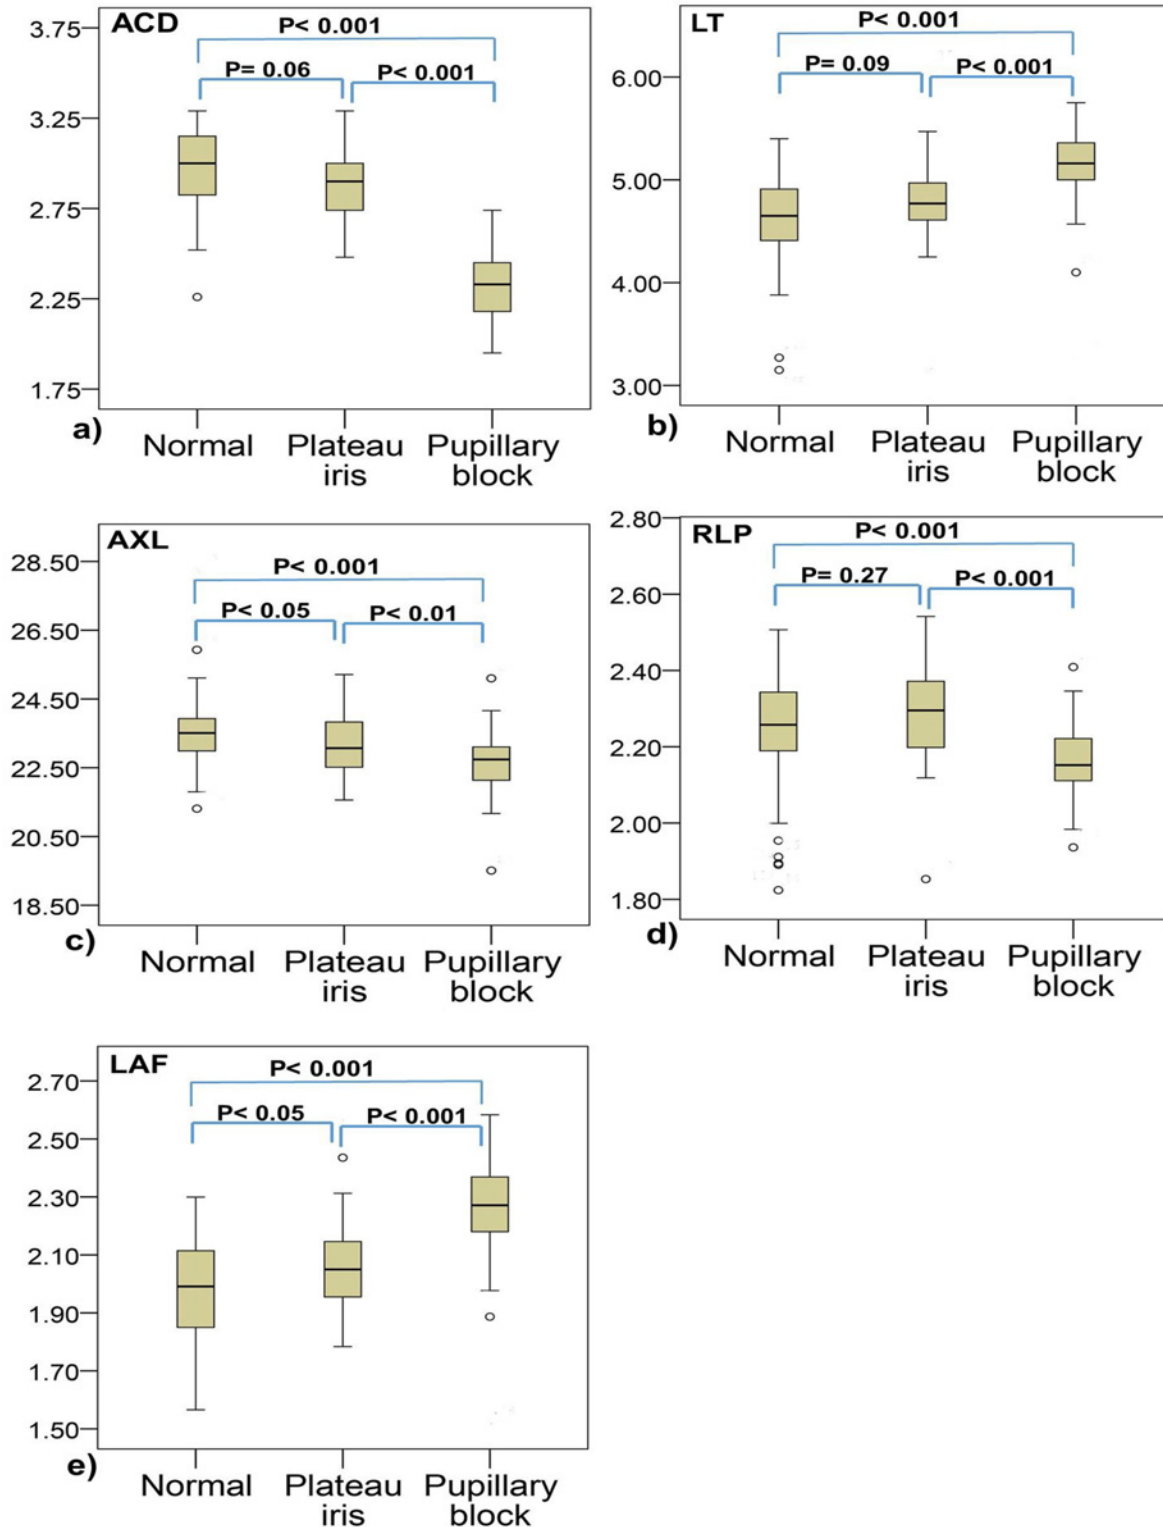 ACD
P< 0.001
P= 0.06
P< 0.001
3.75
3.25
2.75
2.25
1.75
a)
Normal
Plateau iris
Pupillary block
LT
P< 0.001
P= 0.09
P< 0.001
6.00
5.00
4.00
3.00
b)
Normal
Plateau iris
Pupillary block
AXL
P< 0.001
P< 0.05
P< 0.01
28.50
26.50
24.50
22.50
20.50
18.50
c)
Normal
Plateau iris
Pupillary block
RLP
P< 0.001
P= 0.27
P< 0.001
2.80
2.60
2.40
2.20
2.00
1.80
d)
Normal
Plateau iris
Pupillary block
LAF
P< 0.001
P< 0.05
P< 0.001
2.70
2.50
2.30
2.10
1.90
1.70
1.50
e)
Normal
Plateau iris
Pupillary block